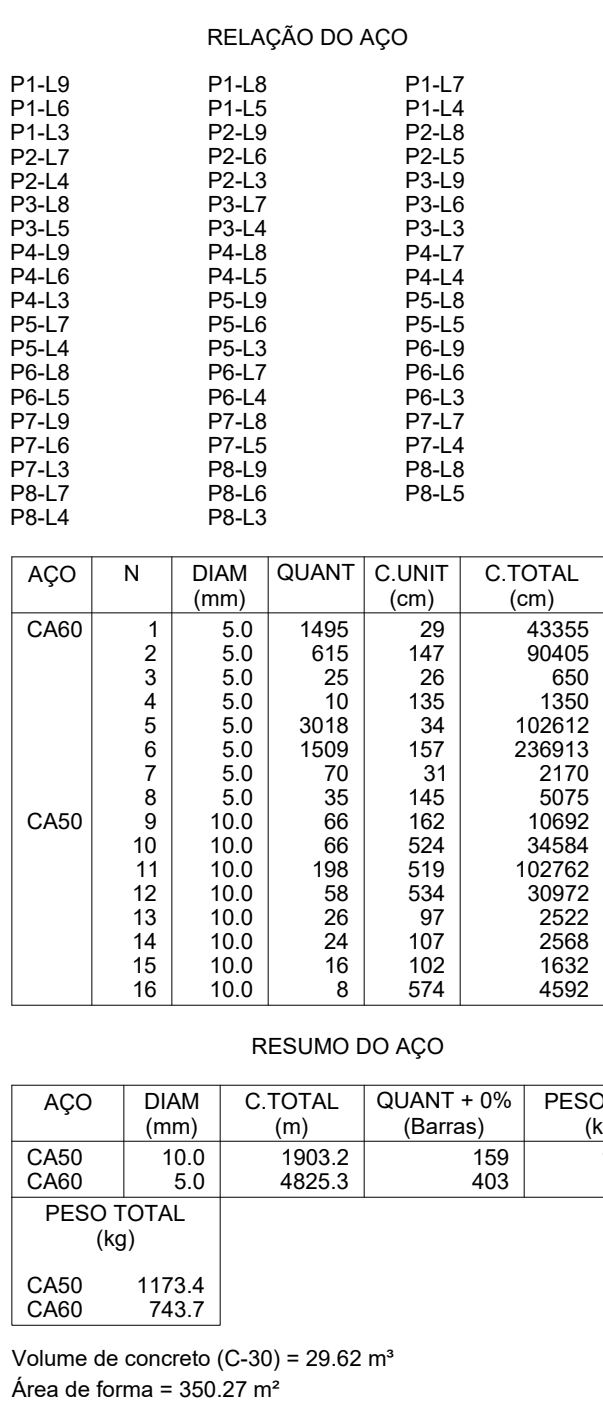 RELAÇÃO DO AÇO
P1-L9 P1-L8 P1-L7
P1-L6 P1-L5 P1-L4
P1-L3 P2-L9 P2-L8
P2-L7 P2-L6 P2-L5
P2-L4 P2-L3 P3-L9
P3-L8 P3-L7 P3-L6
P3-L5 P3-L4 P3-L3
P4-L9 P4-L8 P4-L7
P4-L6 P4-L5 P4-L4
P4-L3 P5-L9 P5-L8
P5-L7 P5-L6 P5-L5
P5-L4 P5-L3 P6-L9
P6-L8 P6-L7 P6-L6
P6-L5 P6-L4 P6-L3
P7-L9 P7-L8 P7-L7
P7-L6 P7-L5 P7-L4
P7-L3 P8-L9 P8-L8
P8-L7 P8-L6 P8-L5
P8-L4 P8-L3
AÇO N DIAM QUANT C.UNIT C.TOTAL
(mm) (cm) (cm)
CA60 1 5.0 1495 29 43355
2 5.0 615 147 90405
3 5.0 25 26 650
4 5.0 10 135 1350
5 5.0 3018 34 102612
6 5.0 1509 157 236913
7 5.0 70 31 2170
8 5.0 35 145 5075
CA50 9 10.0 66 162 10692
10 10.0 66 524 34584
11 10.0 198 519 102762
12 10.0 58 534 30972
13 10.0 26 97 2522
14 10.0 24 107 2568
15 10.0 16 102 1632
16 10.0 8 574 4592
RESUMO DO AÇO
AÇO DIAM C.TOTAL QUANT + 0% PESO
(mm) (m) (Barras) (k
CA50 10.0 1903.2 159
CA60 5.0 4825.3 403
PESO TOTAL
(kg)
CA50 1173.4
CA60 743.7
Volume de concreto (C-30) = 29.62 m³
Área de forma = 350.27 m²